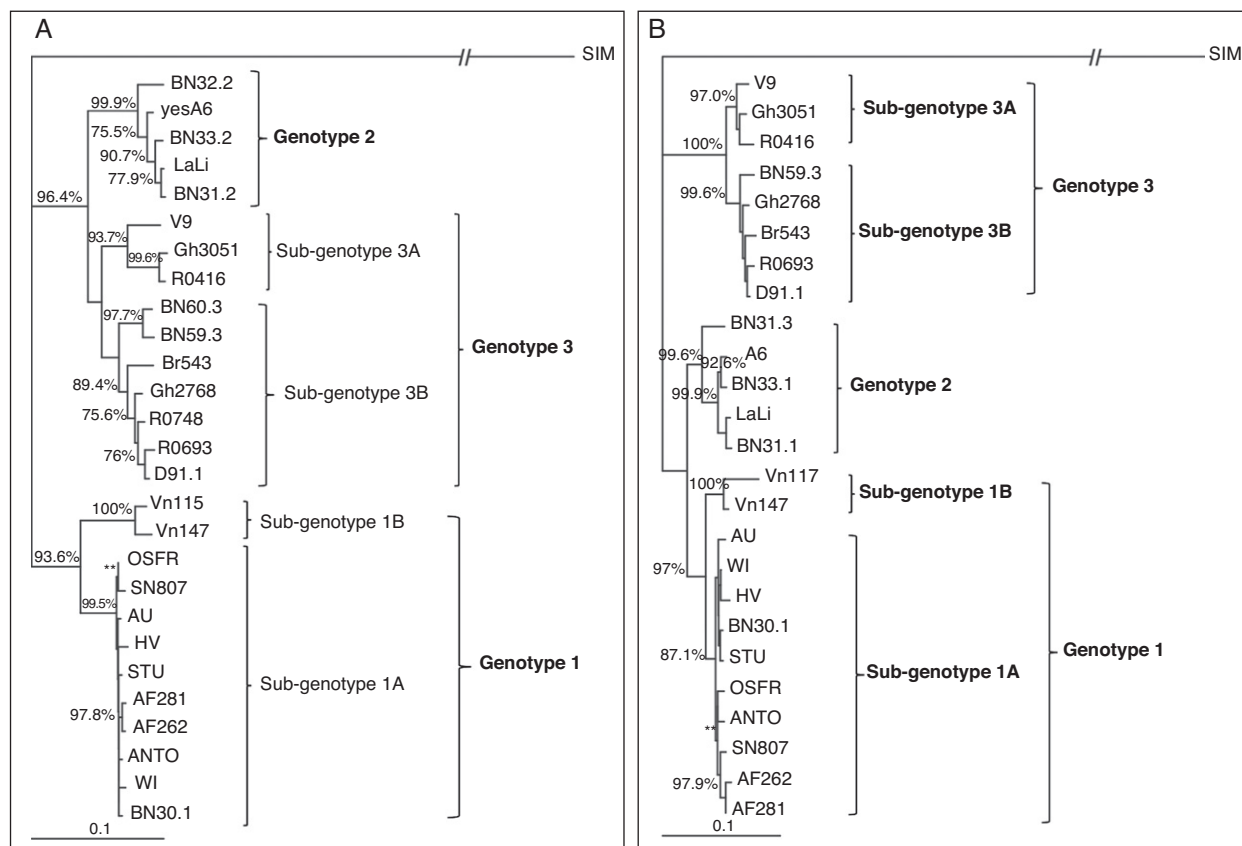 A
SIM
BN32.2
99.9%
yesA6
75.5%
BN33.2
Genotype 2
90.7%
LaLi
77.9%
BN31.2
96.4%
V9
93.7%
Gh3051
Sub-genotype 3A
99.6%
R0416
BN60.3
97.7%
BN59.3
Genotype 3
Br543
89.4%
Gh2768
Sub-genotype 3B
75.6%
R0748
R0693
76%
D91.1
Vn115
100%
Sub-genotype 1B
Vn147
93.6%
OSFR
**
SN807
99.5%
AU
HV
Genotype 1
STU
Sub-genotype 1A
AF281
97.8%
AF262
ANTO
WI
BN30.1
0.1
B
SIM
V9
97.0%
Sub-genotype 3A
Gh3051
100%
R0416
BN59.3
99.6%
Genotype 3
Gh2768
Sub-genotype 3B
Br543
R0693
D91.1
BN31.3
99.6%
A6
92.6%
BN33.1
Genotype 2
99.9%
LaLi
BN31.1
Vn117
100%
Sub-genotype 1B
Vn147
AU
97%
WI
HV
BN30.1
87.1%
STU
Genotype 1
Sub-genotype 1A
OSFR
ANTO
**
SN807
97.9%
AF262
AF281
0.1